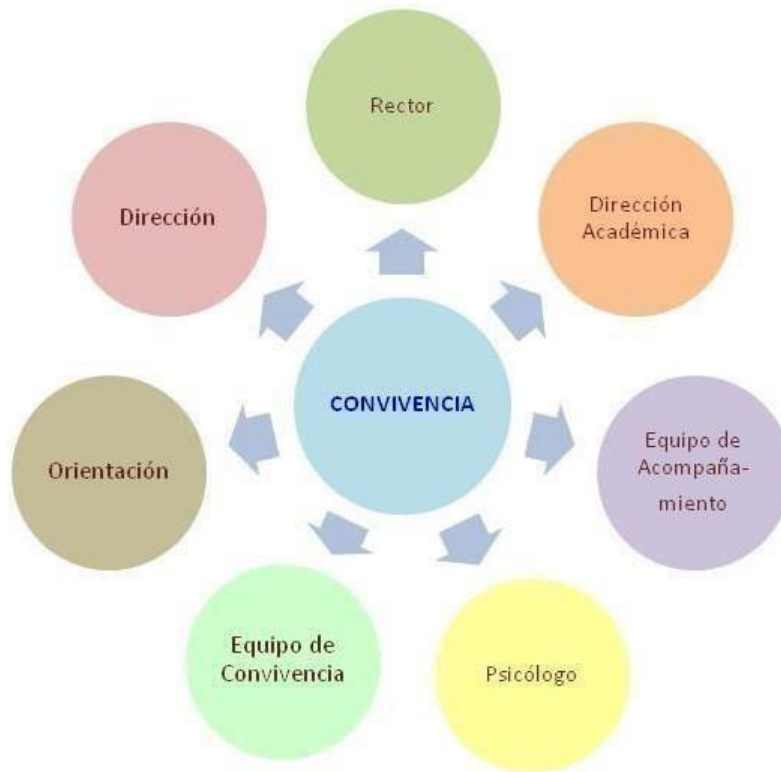 Rector
Dirección
Académica
Equipo de
Acompaña-
miento
Psicólogo
Equipo de
Convivencia
Orientación
Dirección
CONVIVENCIA